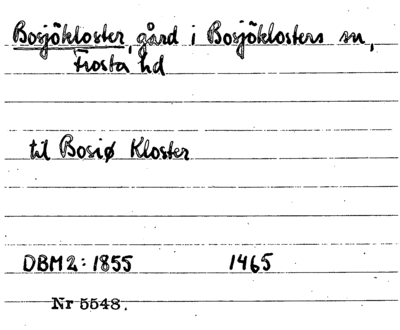 Bosjökloster, gård i Bosjöklosters sn,
Frosta hd
til Bosiø Kloster
DBM2: 1855 1465
Nr 5548.